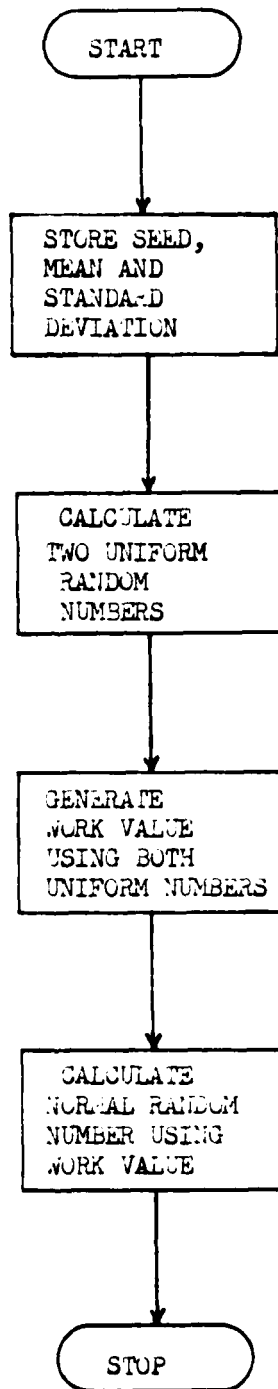 START
STORE SEED,
MEAN AND
STANDARD
DEVIATION
CALCULATE
TWO UNIFORM
RANDOM
NUMBERS
GENERATE
WORK VALUE
USING BOTH
UNIFORM NUMBERS
CALCULATE
NORMAL RANDOM
NUMBER USING
WORK VALUE
STOP